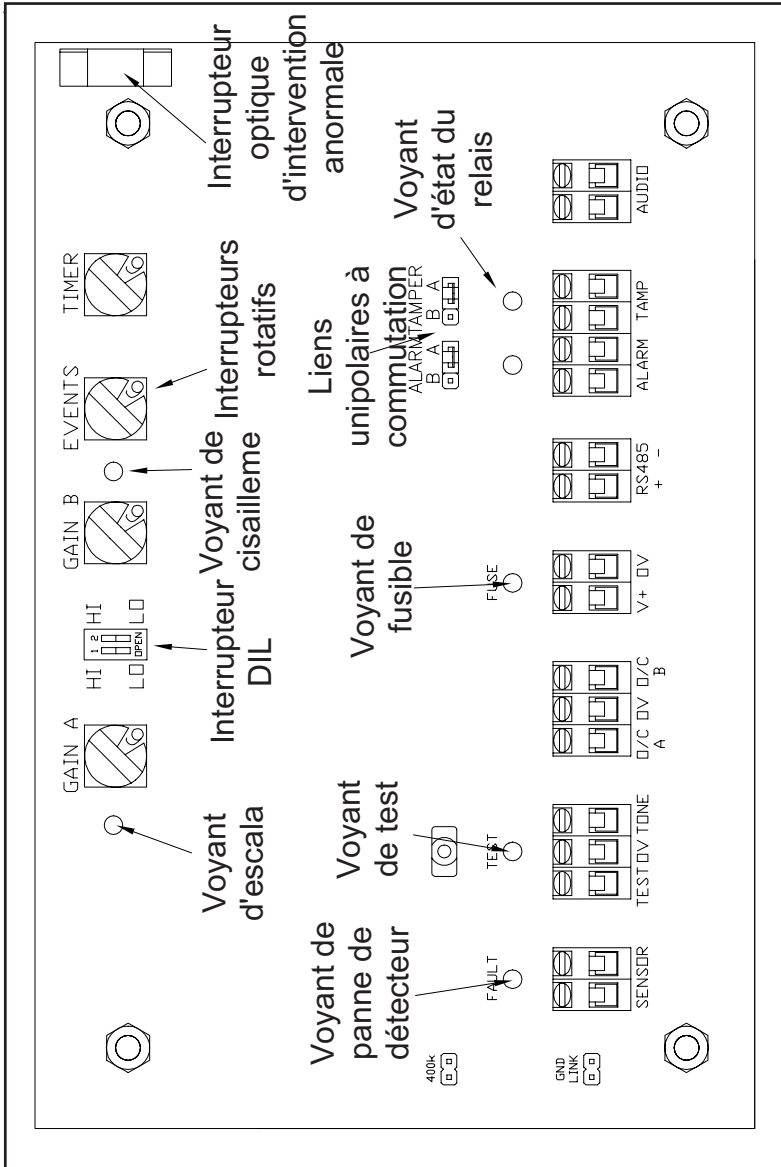 GAIN A
HI
HI
1 2
OPEN
LO
LO
GAIN B
EVENTS
TIMER
Voyant
d'escala
Interrupteur
DIL
Voyant de
cisailleme
Interrupteurs
rotatifs
Interrupteur
optique
d'intervention
anormale
Voyant de
panne de
détecteur
Voyant
de test
Voyant de
fusible
Liens
unipolaires à
commutation
Voyant
d'état du
relais
400k
ALARM
TAMPER
B A
B A
FAULT
TEST
FUSE
GND
LINK
SENSOR
TEST 0V TONE
O/C 0V O/C
A B
V+ 0V
RS485
+ -
ALARM TAMP
AUDIO